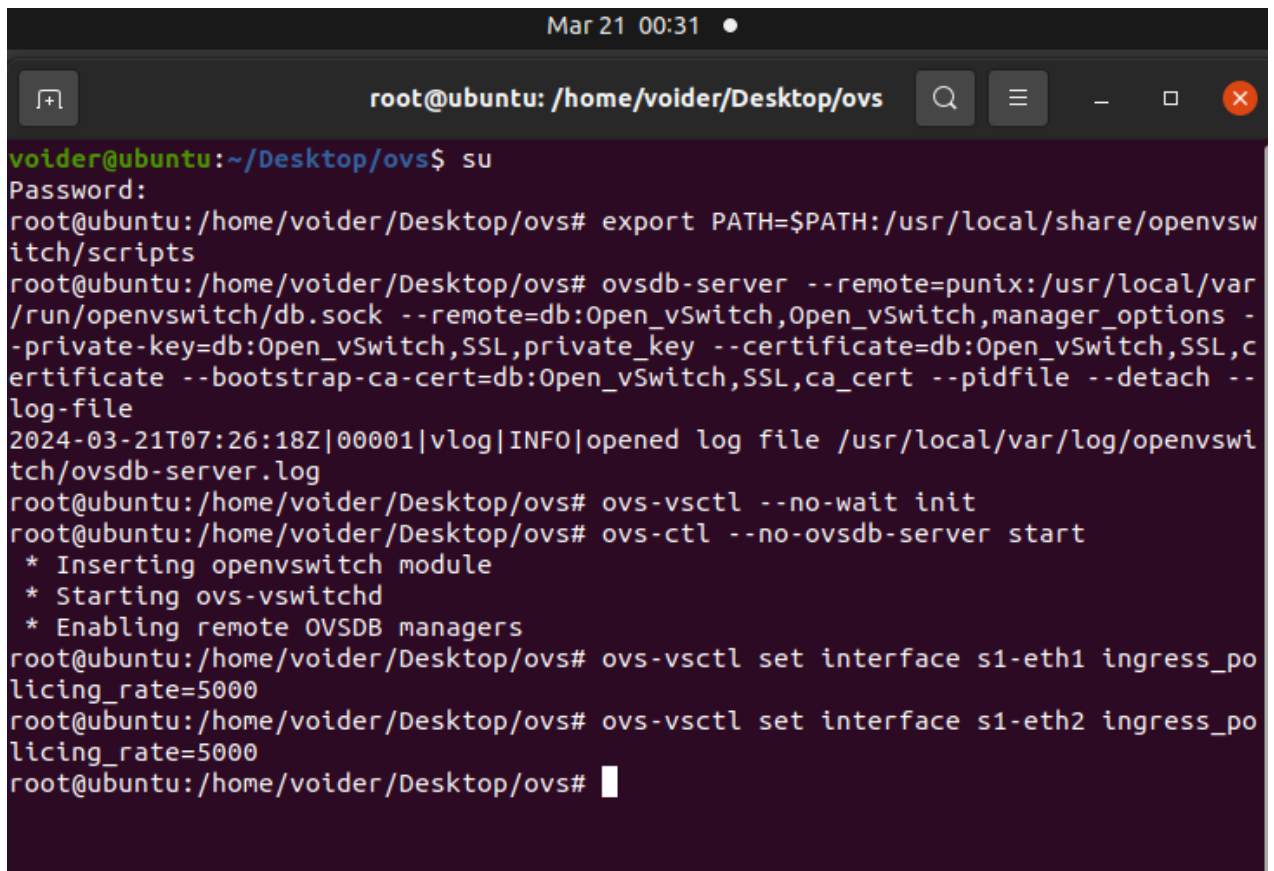 Mar 21 00:31
root@ubuntu: /home/voider/Desktop/ovs
voider@ubuntu:~/Desktop/ovs$ su
Password:
root@ubuntu:/home/voider/Desktop/ovs# export PATH=$PATH:/usr/local/share/openvsw
itch/scripts
root@ubuntu:/home/voider/Desktop/ovs# ovsdb-server --remote=punix:/usr/local/var
/run/openvswitch/db.sock --remote=db:Open_vSwitch,Open_vSwitch,manager_options -
-private-key=db:Open_vSwitch,SSL,private_key --certificate=db:Open_vSwitch,SSL,c
ertificate --bootstrap-ca-cert=db:Open_vSwitch,SSL,ca_cert --pidfile --detach --
log-file
2024-03-21T07:26:18Z|00001|vlog|INFO|opened log file /usr/local/var/log/openvswi
tch/ovsdb-server.log
root@ubuntu:/home/voider/Desktop/ovs# ovs-vsctl --no-wait init
root@ubuntu:/home/voider/Desktop/ovs# ovs-ctl --no-ovsdb-server start
 * Inserting openvswitch module
 * Starting ovs-vswitchd
 * Enabling remote OVSDB managers
root@ubuntu:/home/voider/Desktop/ovs# ovs-vsctl set interface s1-eth1 ingress_po
licing_rate=5000
root@ubuntu:/home/voider/Desktop/ovs# ovs-vsctl set interface s1-eth2 ingress_po
licing_rate=5000
root@ubuntu:/home/voider/Desktop/ovs#